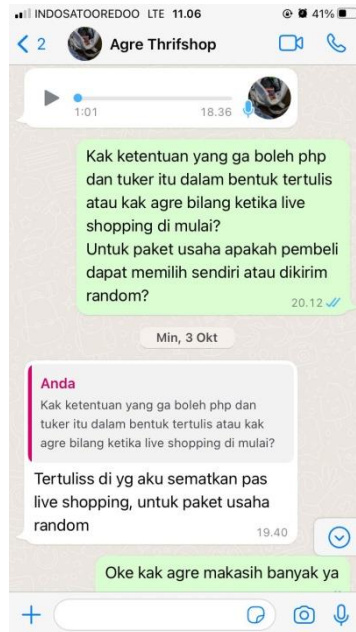 INDOSATOOREDOO LTE 11.06 41%
2 Agre Thrifshop
1:01 18.36
Kak ketentuan yang ga boleh php
dan tuker itu dalam bentuk tertulis
atau kak agre bilang ketika live
shopping di mulai?
Untuk paket usaha apakah pembeli
dapat memilih sendiri atau dikirim
random?
20.12
Min, 3 Okt
Anda
Kak ketentuan yang ga boleh php dan
tuker itu dalam bentuk tertulis atau kak
agre bilang ketika live shopping di mulai?
Tertuliss di yg aku sematkan pas
live shopping, untuk paket usaha
random
19.40
Oke kak agre makasih banyak ya